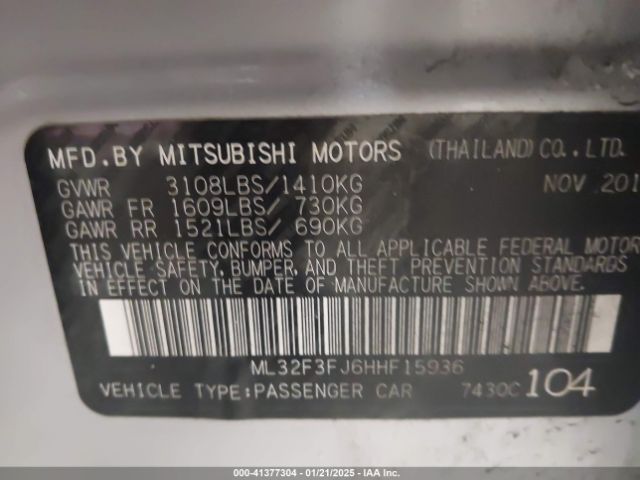 MFD.BY MITSUBISHI MOTORS (THAILAND)CO.,LTD.
GVWR 3108LBS/1410KG NOV 201
GAWR FR 1609LBS/ 730KG
GAWR RR 1521LBS/ 690KG
THIS VEHICLE CONFORMS TO ALL APPLICABLE FEDERAL MOTOR
VEHICLE SAFETY, BUMPER, AND THEFT PREVENTION STANDARDS
IN EFFECT ON THE DATE OF MANUFACTURE SHOWN ABOVE.
ML32F3FJ6HHF15936
VEHICLE TYPE:PASSENGER CAR 7430C 104
000-41377304 - 01/21/2025 - IAA, Inc.